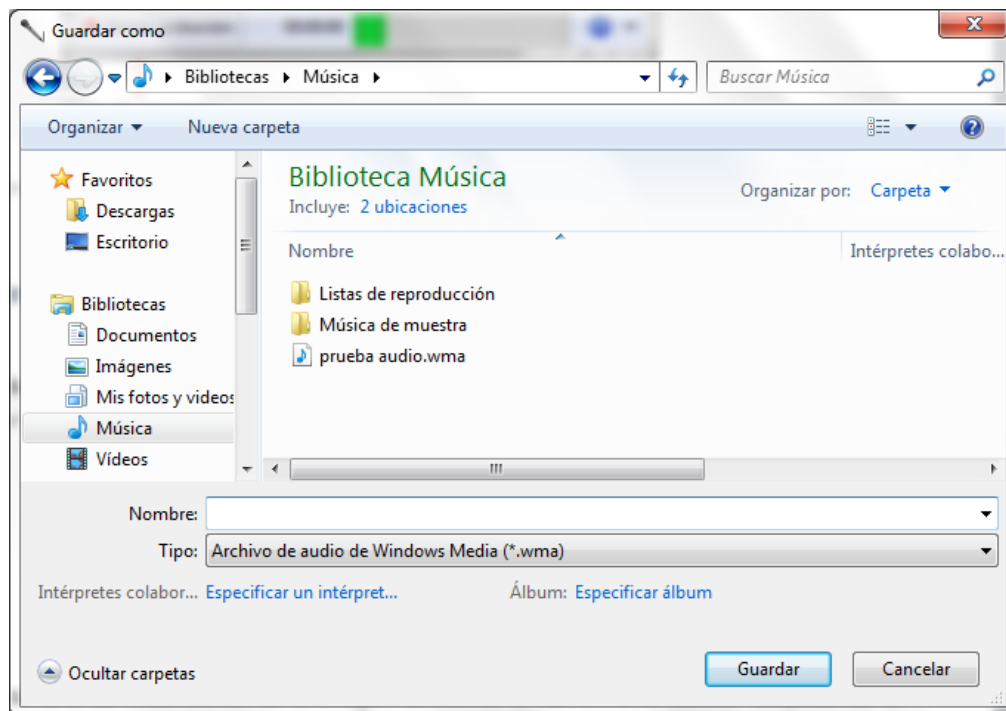 Guardar como
Bibliotecas Música
Buscar Música
Organizar Nueva carpeta
Favoritos
Descargas
Escritorio
Bibliotecas
Documentos
Imágenes
Mis fotos y videos
Música
Vídeos
Biblioteca Música
Incluye: 2 ubicaciones
Organizar por: Carpeta
Nombre Intérpretes colabo...
Listas de reproducción
Música de muestra
prueba audio.wma
Nombre:
Tipo: Archivo de audio de Windows Media (*.wma)
Intérpretes colabor... Especificar un intérpret... Álbum: Especificar álbum
Ocultar carpetas Guardar Cancelar